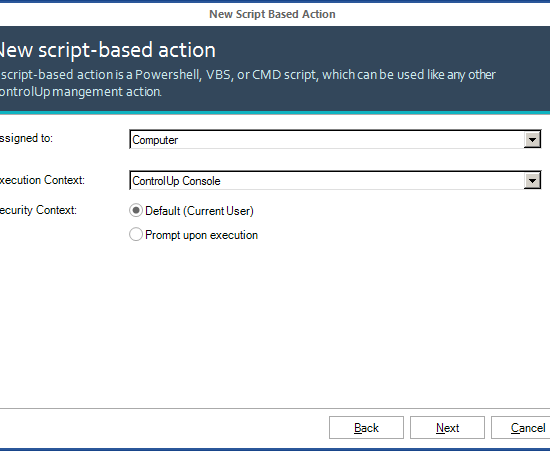 New Script Based Action
New script-based action
script-based action is a Powershell, VBS, or CMD script, which can be used like any other
ontrolUp mangement action.
ssigned to:
Computer
xecution Context:
ControlUp Console
ecurity Context:
Default (Current User)
Prompt upon execution
Back
Next
Cancel